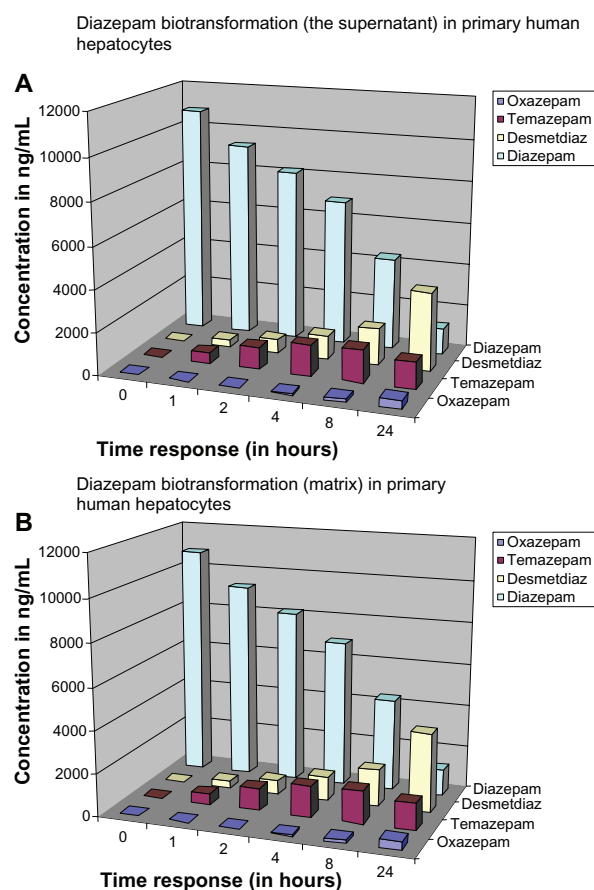 Diazepam biotransformation (the supernatant) in primary human
hepatocytes
A
Oxazepam
Temazepam
Desmetdiaz
Diazepam
Concentration in ng/mL
12000
10000
8000
6000
4000
2000
0
0 1 2 4 8 24
Diazepam
Desmetdiaz
Temazepam
Oxazepam
Time response (in hours)
Diazepam biotransformation (matrix) in primary
human hepatocytes
B
Oxazepam
Temazepam
Desmetdiaz
Diazepam
Concentration in ng/mL
12000
10000
8000
6000
4000
2000
0
0 1 2 4 8 24
Diazepam
Desmetdiaz
Temazepam
Oxazepam
Time response (in hours)